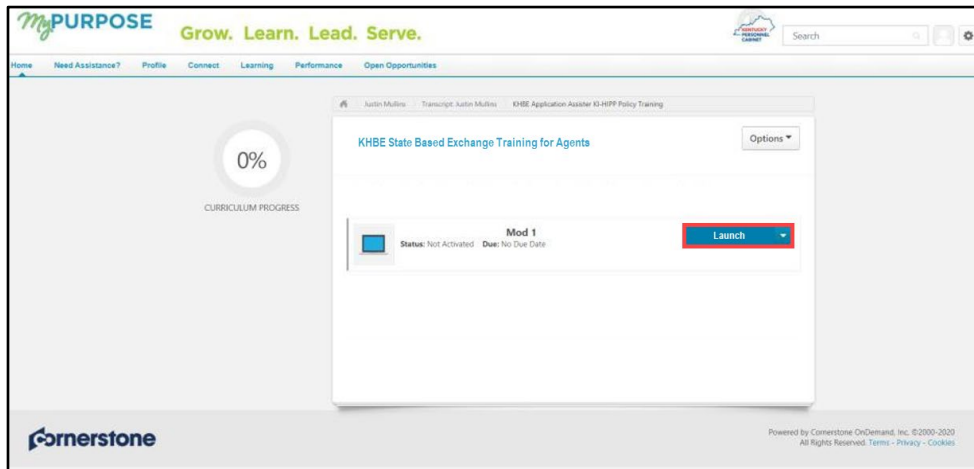 MyPURPOSE
Grow. Learn. Lead. Serve.
KENTUCKY
PERSONNEL
CABINET
Search
Home Need Assistance? Profile Connect Learning Performance Open Opportunities
Justin Mullins Transcript: Justin Mullins KHBE Application Assister KI-HIPP Policy Training
KHBE State Based Exchange Training for Agents
Options
0%
CURRICULUM PROGRESS
Mod 1
Status: Not Activated Due: No Due Date
Launch
cornerstone
Powered by Cornerstone OnDemand, Inc. ©2000-2020
All Rights Reserved. Terms - Privacy - Cookies